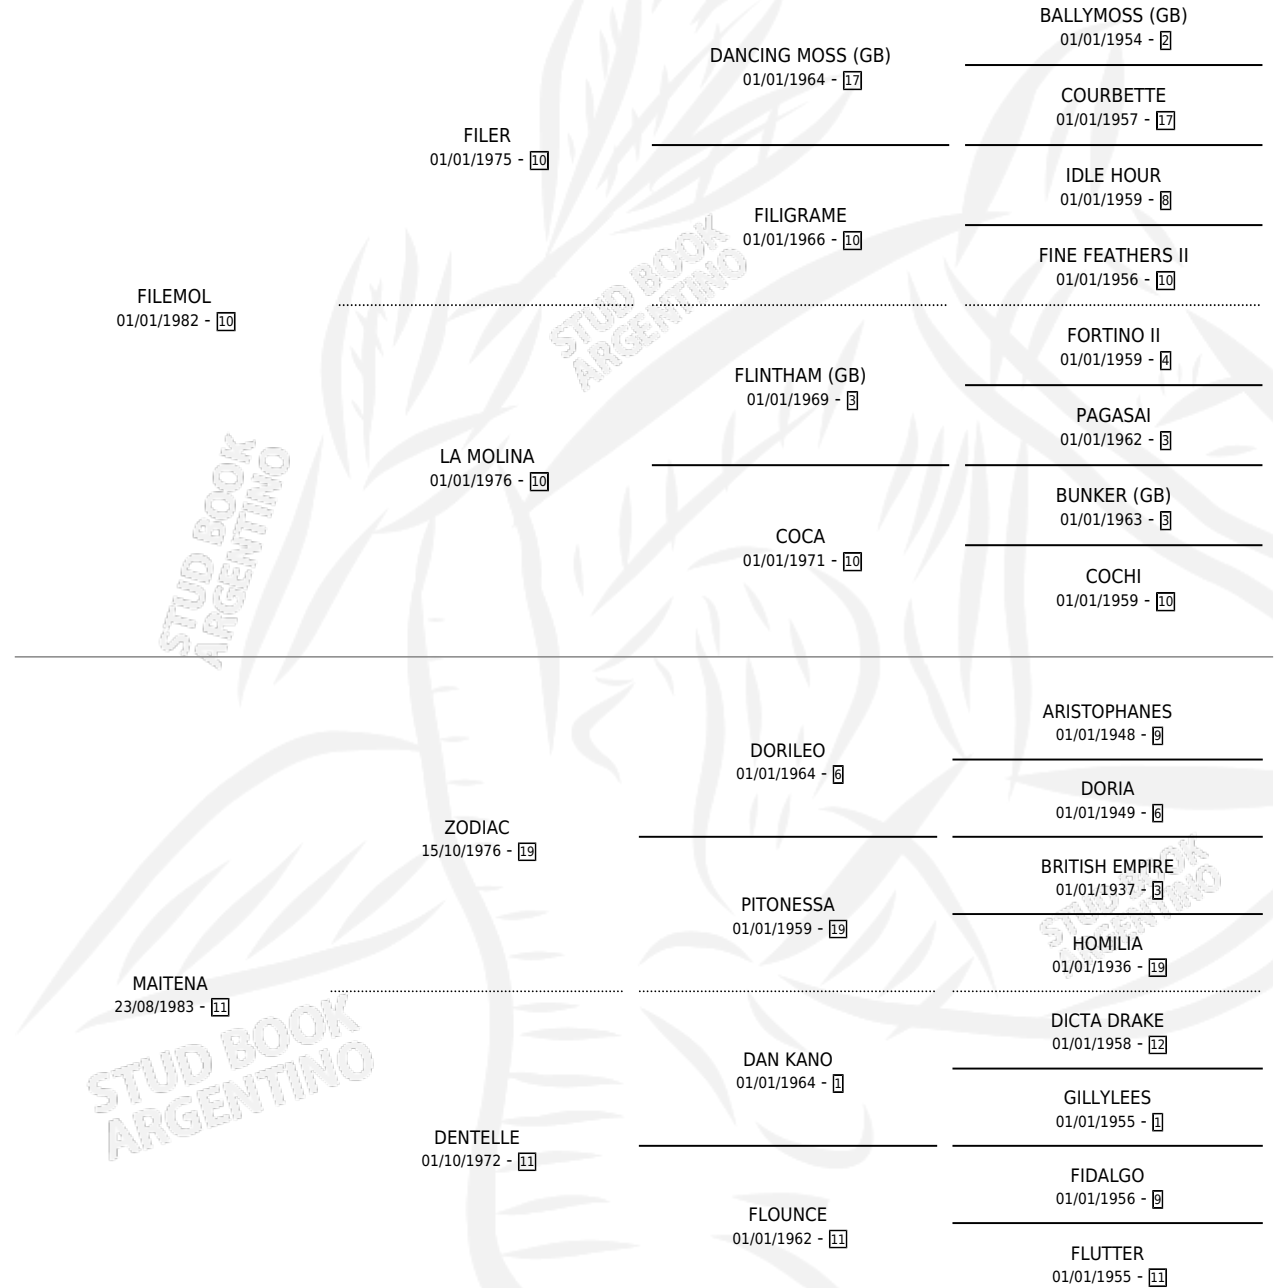 BALLYMOSS (GB)
01/01/1954 - 2
DANCING MOSS (GB)
01/01/1964 - 17
COURBETTE
01/01/1957 - 17
FILER
01/01/1975 - 10
IDLE HOUR
01/01/1959 - 8
FILIGRAME
01/01/1966 - 10
FINE FEATHERS II
01/01/1956 - 10
FILEMOL
01/01/1982 - 10
STUD BOOK
ARGENTINO
FORTINO II
01/01/1959 - 4
FLINTHAM (GB)
01/01/1969 - 3
PAGASAI
01/01/1962 - 3
LA MOLINA
01/01/1976 - 10
BUNKER (GB)
01/01/1963 - 3
COCA
01/01/1971 - 10
COCHI
01/01/1959 - 10
STUD BOOK
ARGENTINO
ARISTOPHANES
01/01/1948 - 9
DORILEO
01/01/1964 - 6
DORIA
01/01/1949 - 6
ZODIAC
15/10/1976 - 19
BRITISH EMPIRE
01/01/1937 - 3
PITONESSA
01/01/1959 - 19
HOMILIA
01/01/1936 - 19
STUD BOOK
ARGENTINO
MAITENA
23/08/1983 - 11
DICTA DRAKE
01/01/1958 - 12
DAN KANO
01/01/1964 - 1
GILLYLEES
01/01/1955 - 1
STUD BOOK
ARGENTINO
DENTELLE
01/10/1972 - 11
FIDALGO
01/01/1956 - 9
FLOUNCE
01/01/1962 - 11
FLUTTER
01/01/1955 - 11